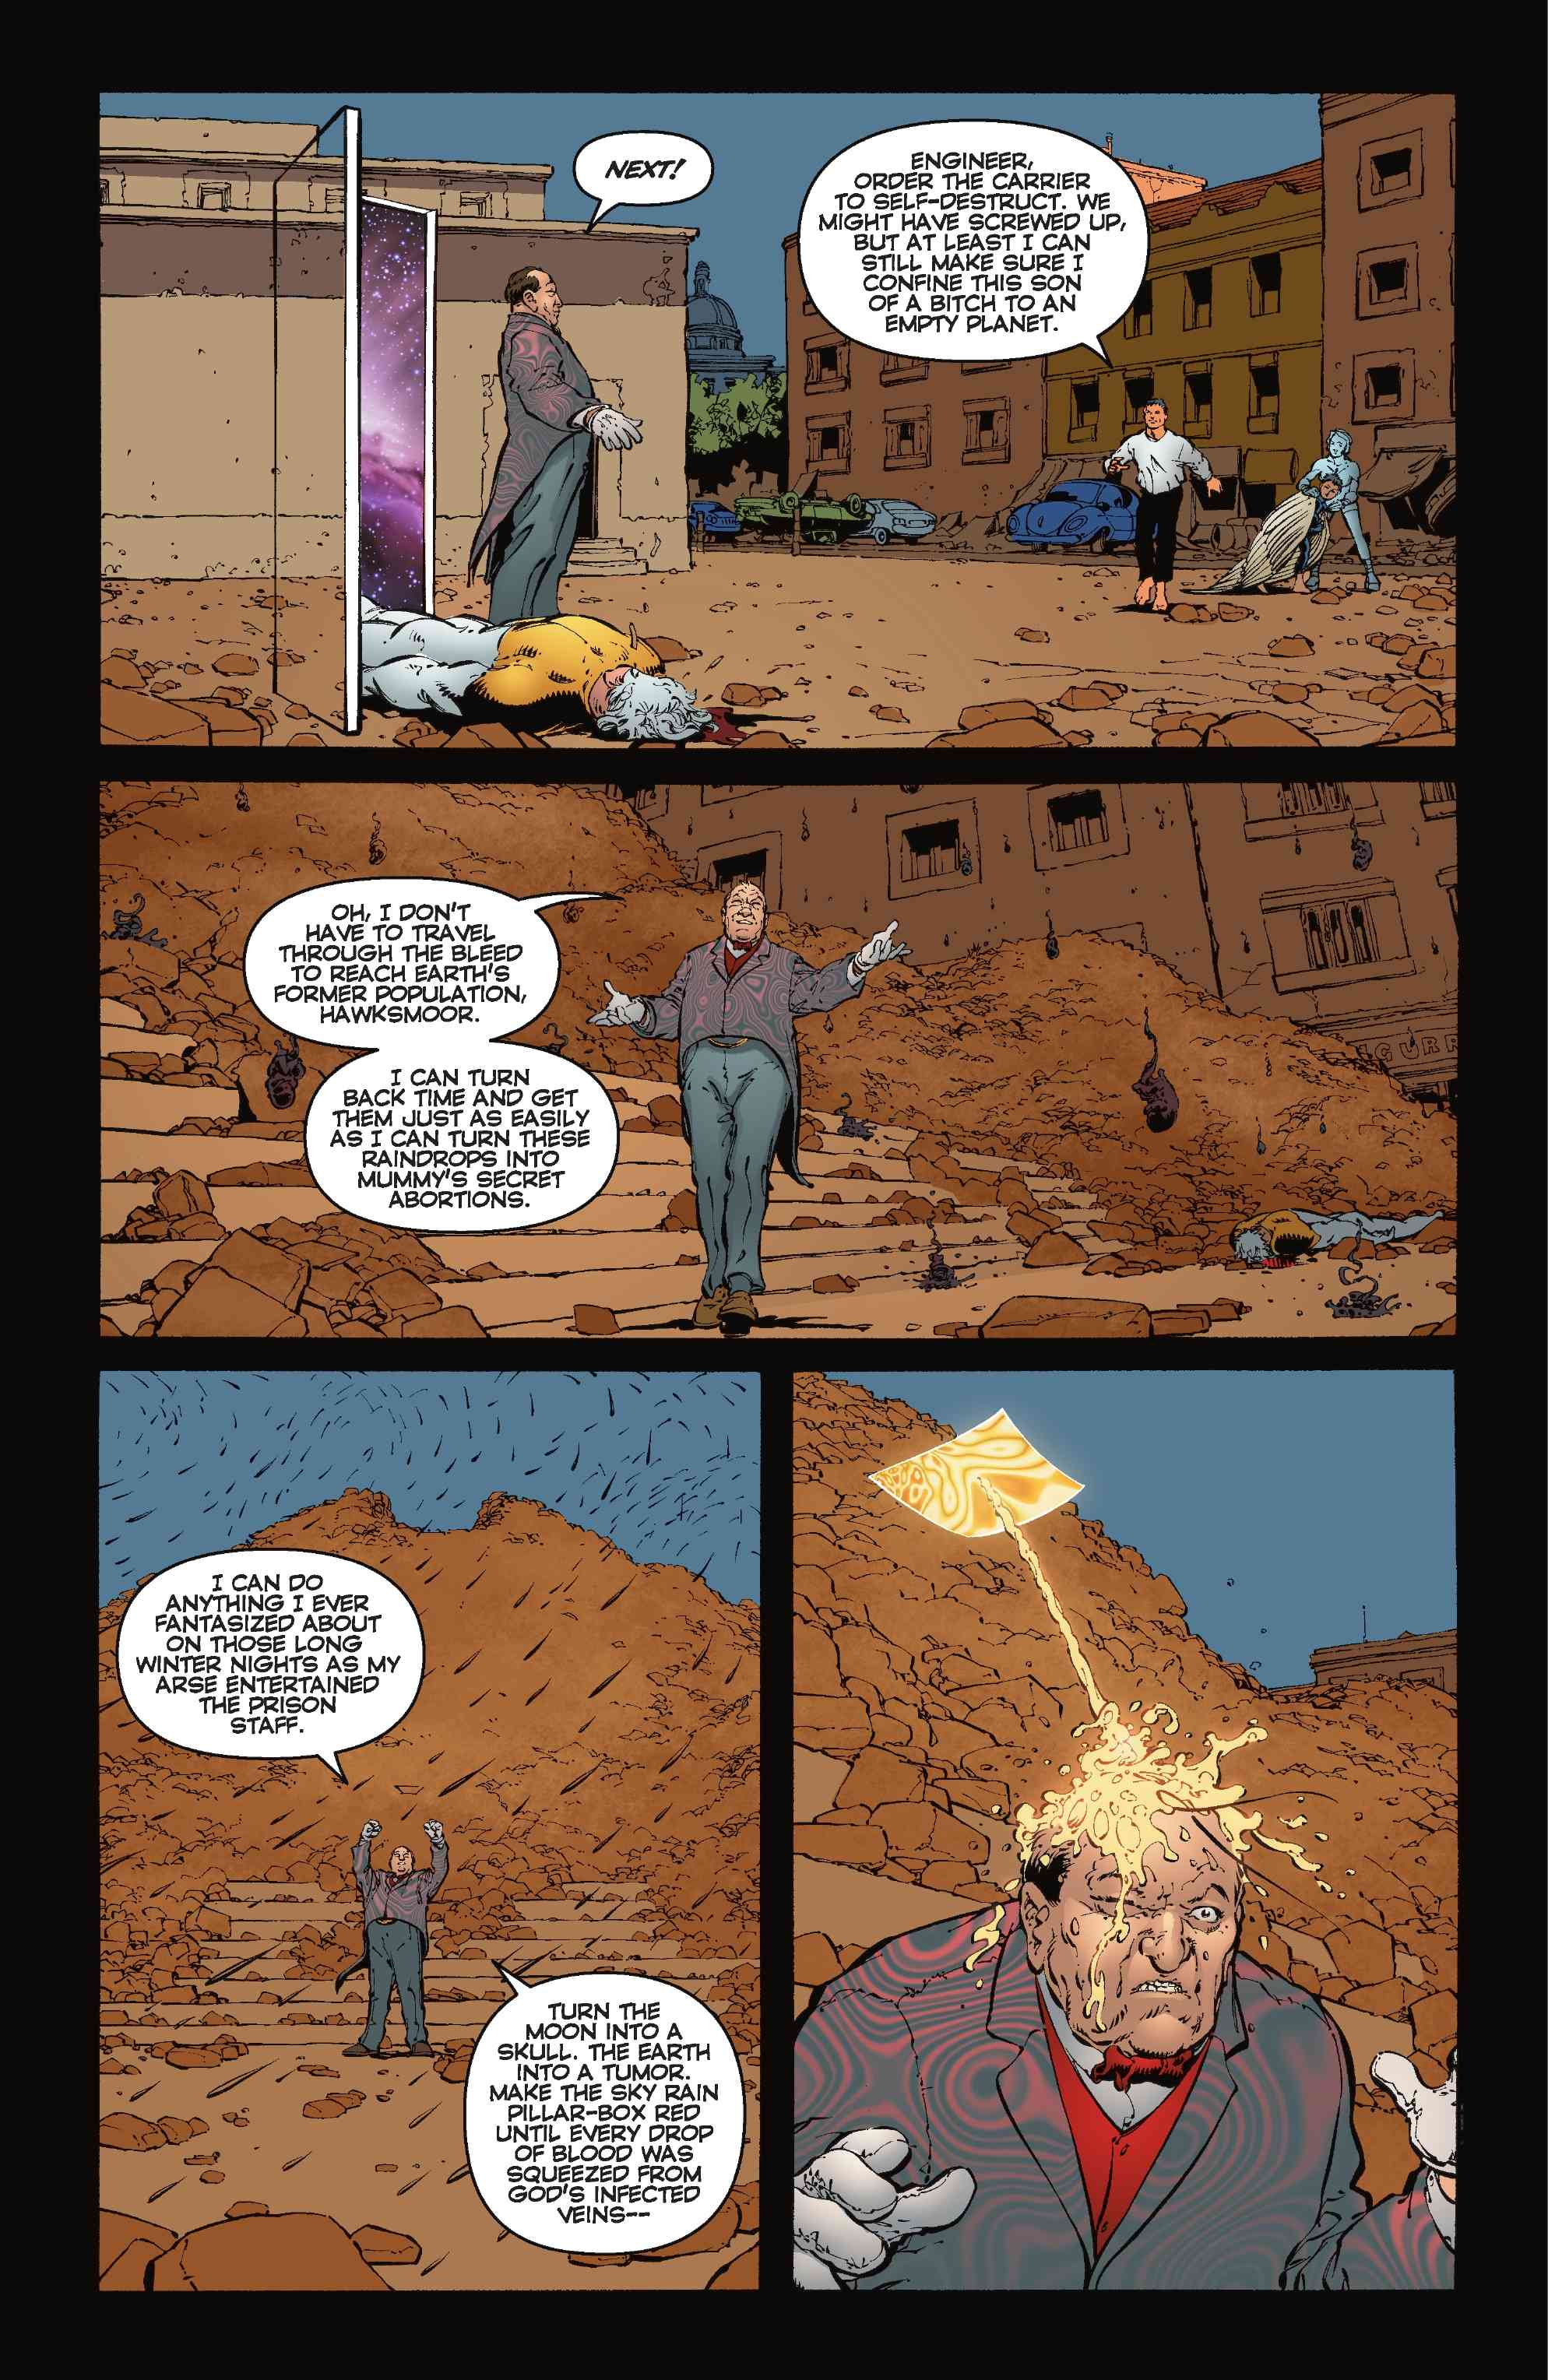 NEXT!
ENGINEER,
ORDER THE CARRIER
TO SELF-DESTRUCT. WE
MIGHT HAVE SCREWED UP,
BUT AT LEAST I CAN
STILL MAKE SURE I
CONFINE THIS SON
OF A BITCH TO AN
EMPTY PLANET.
OH, I DON'T
HAVE TO TRAVEL
THROUGH THE BLEED
TO REACH EARTH'S
FORMER POPULATION,
HAWKSMOOR.
I CAN TURN
BACK TIME AND GET
THEM JUST AS EASILY
AS I CAN TURN THESE
RAINDROPS INTO
MUMMY'S SECRET
ABORTIONS.
I CAN DO
ANYTHING I EVER
FANTASIZED ABOUT
ON THOSE LONG
WINTER NIGHTS AS MY
ARSE ENTERTAINED
THE PRISON
STAFF.
TURN THE
MOON INTO A
SKULL. THE EARTH
INTO A TUMOR.
MAKE THE SKY RAIN
PILLAR-BOX RED
UNTIL EVERY DROP
OF BLOOD WAS
SQUEEZED FROM
GOD'S INFECTED
VEINS--